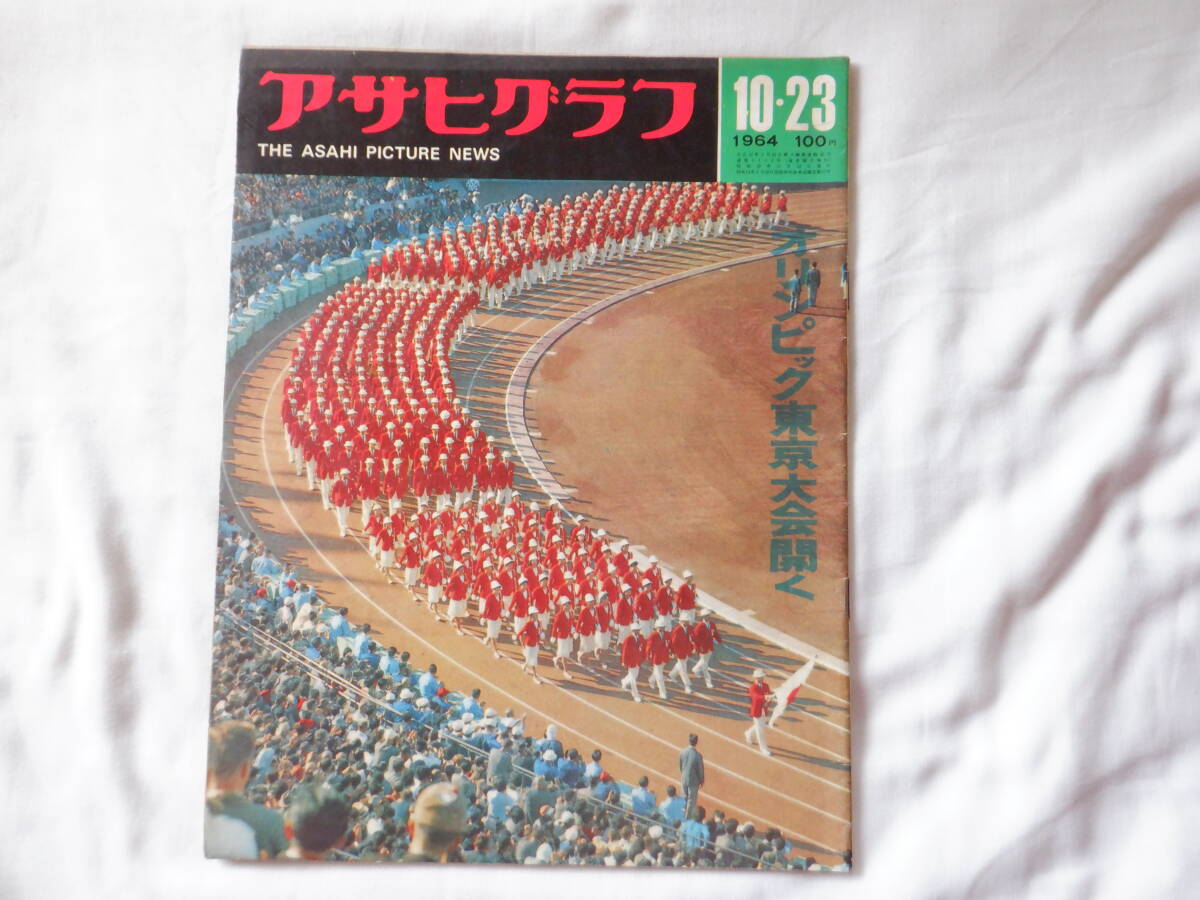 アサヒグラフ
THE ASAHI PICTURE NEWS
10・23
1964 100円
オリンピック東京大会開く